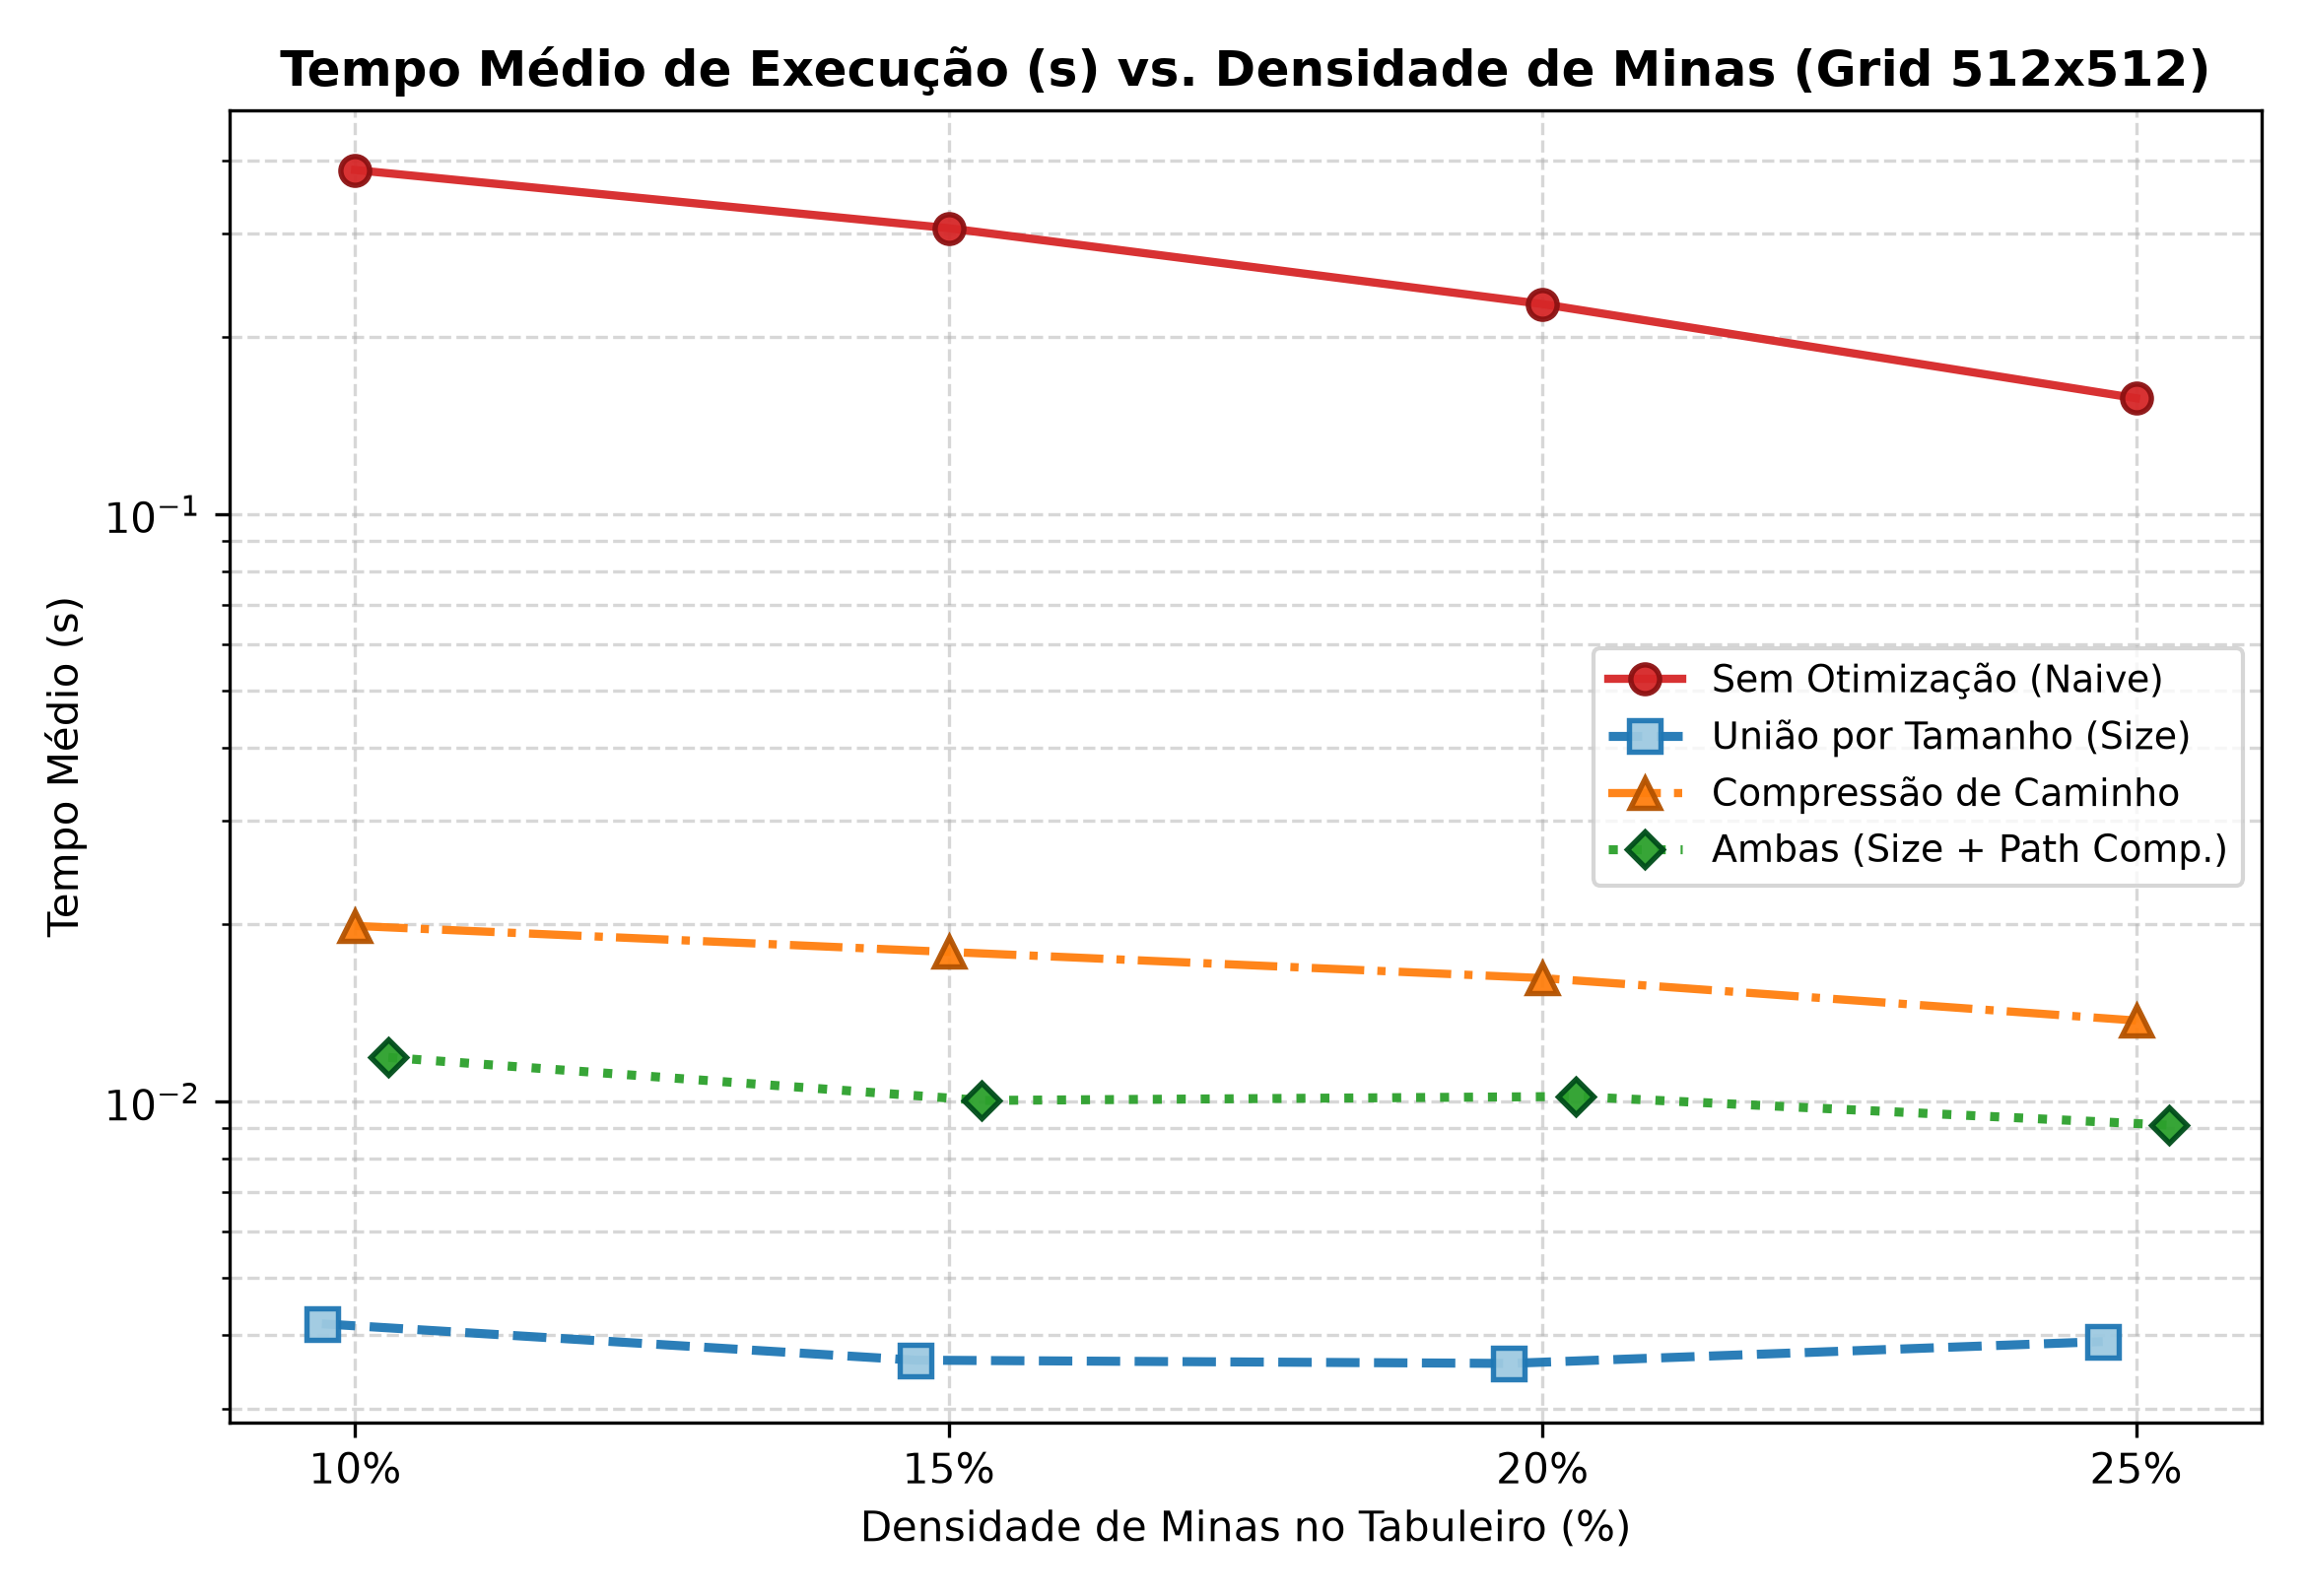 Tempo Médio de Execução (s) vs. Densidade de Minas (Grid 512x512)
Tempo Médio (s)
10⁻¹
10⁻²
Sem Otimização (Naive)
União por Tamanho (Size)
Compressão de Caminho
Ambas (Size + Path Comp.)
10% 15% 20% 25%
Densidade de Minas no Tabuleiro (%)